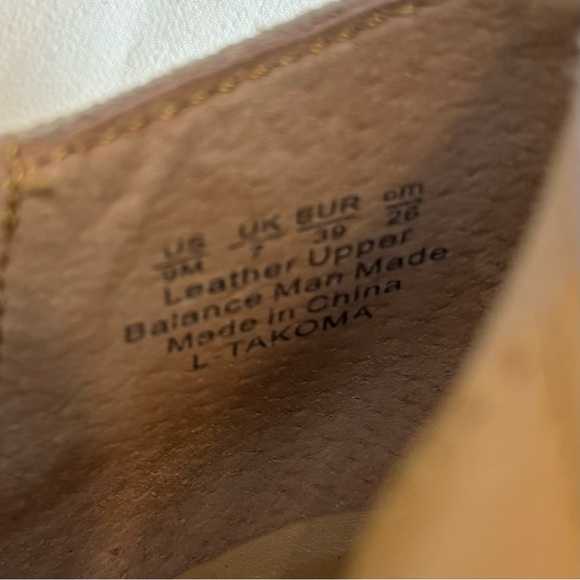 US UK EUR cm
9M 7 39 26
Leather Upper
Balance Man Made
Made in China
L TAKOMA